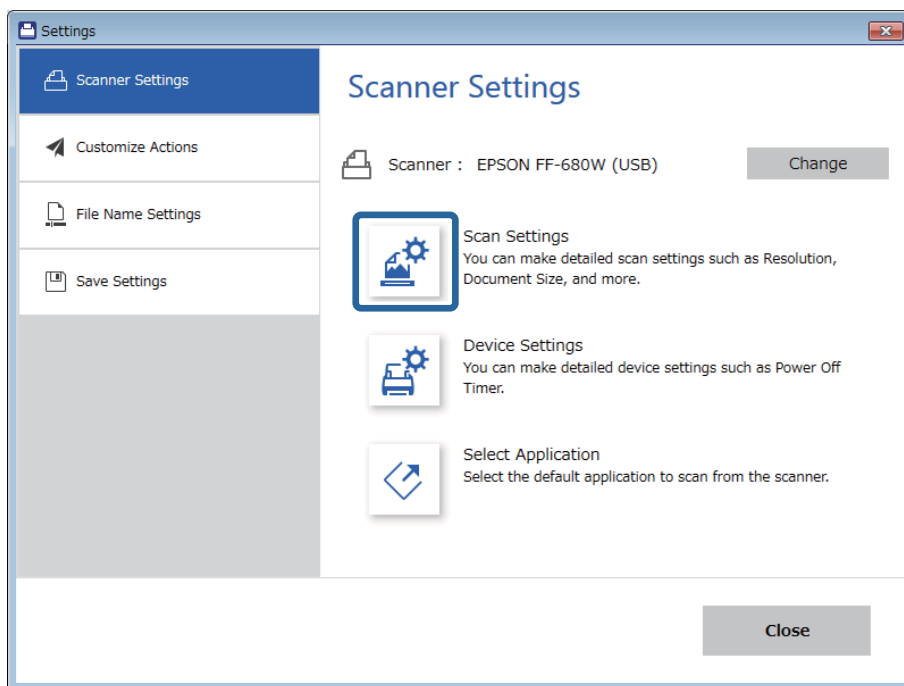 Settings
Scanner Settings
Customize Actions
File Name Settings
Save Settings
Scanner Settings
Scanner : EPSON FF-680W (USB)
Change
Scan Settings
You can make detailed scan settings such as Resolution,
Document Size, and more.
Device Settings
You can make detailed device settings such as Power Off
Timer.
Select Application
Select the default application to scan from the scanner.
Close